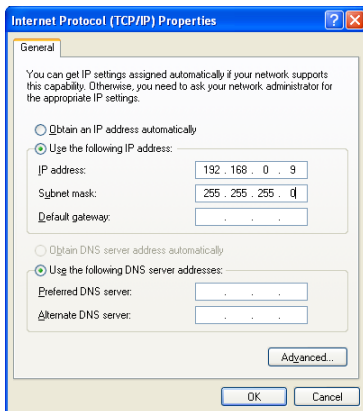 Internet Protocol (TCP/IP) Properties
General
You can get IP settings assigned automatically if your network supports
this capability. Otherwise, you need to ask your network administrator for
the appropriate IP settings.
Obtain an IP address automatically
Use the following IP address:
IP address: 192 . 168 . 0 . 9
Subnet mask: 255 . 255 . 255 . 0
Default gateway: . . .
Obtain DNS server address automatically
Use the following DNS server addresses:
Preferred DNS server: . . .
Alternate DNS server: . . .
Advanced...
OK Cancel